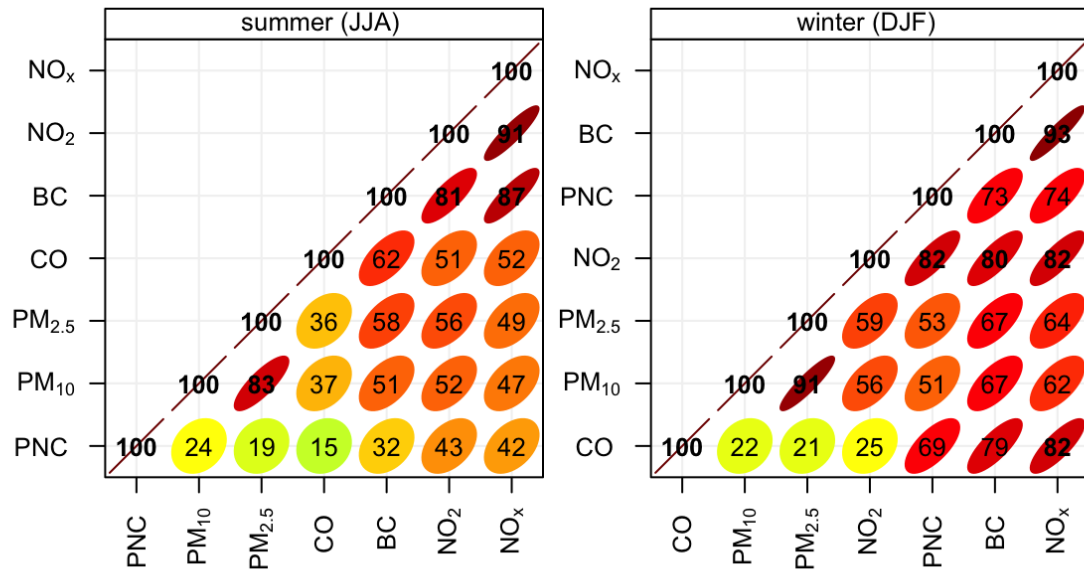 summer (JJA) winter (DJF)
NOₓ 100 NOₓ 100
NO₂ 100 91 BC 100 93
BC 100 81 87 PNC 100 73 74
CO 100 62 51 52 NO₂ 100 82 80 82
PM₂.₅ 100 36 58 56 49 PM₂.₅ 100 59 53 67 64
PM₁₀ 100 83 37 51 52 47 PM₁₀ 100 91 56 51 67 62
PNC 100 24 19 15 32 43 42 CO 100 22 21 25 69 79 82
PNC PM₁₀ PM₂.₅ CO BC NO₂ NOₓ CO PM₁₀ PM₂.₅ NO₂ PNC BC NOₓ